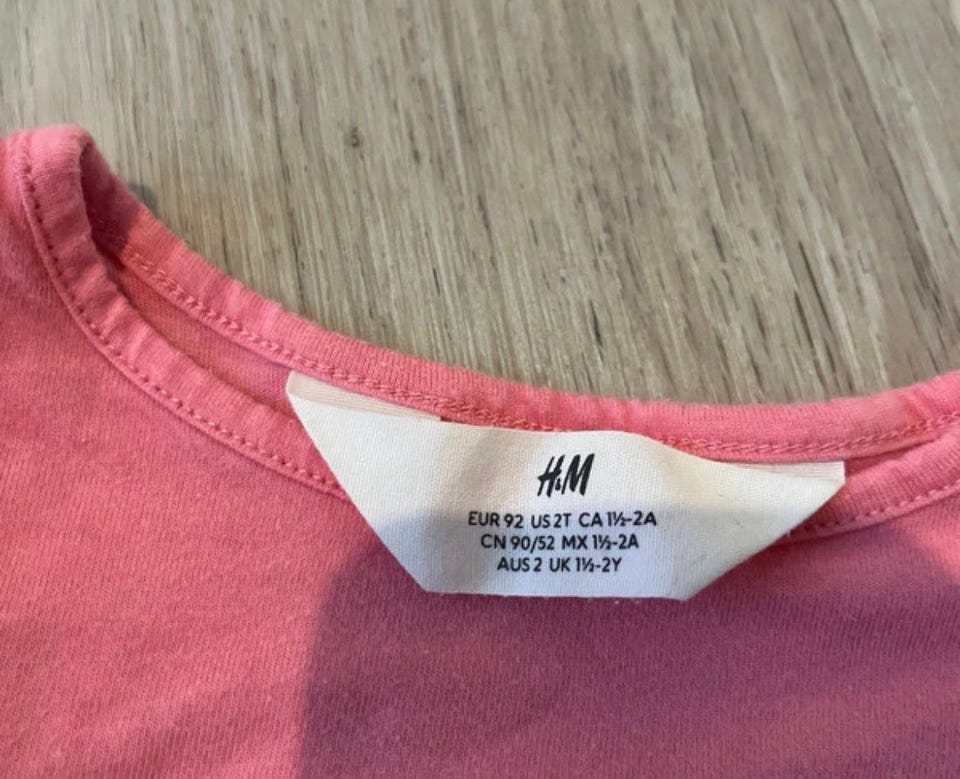 H&M
EUR 92 US 2T CA 1½-2A
CN 90/52 MX 1½-2A
AUS 2 UK 1½-2Y